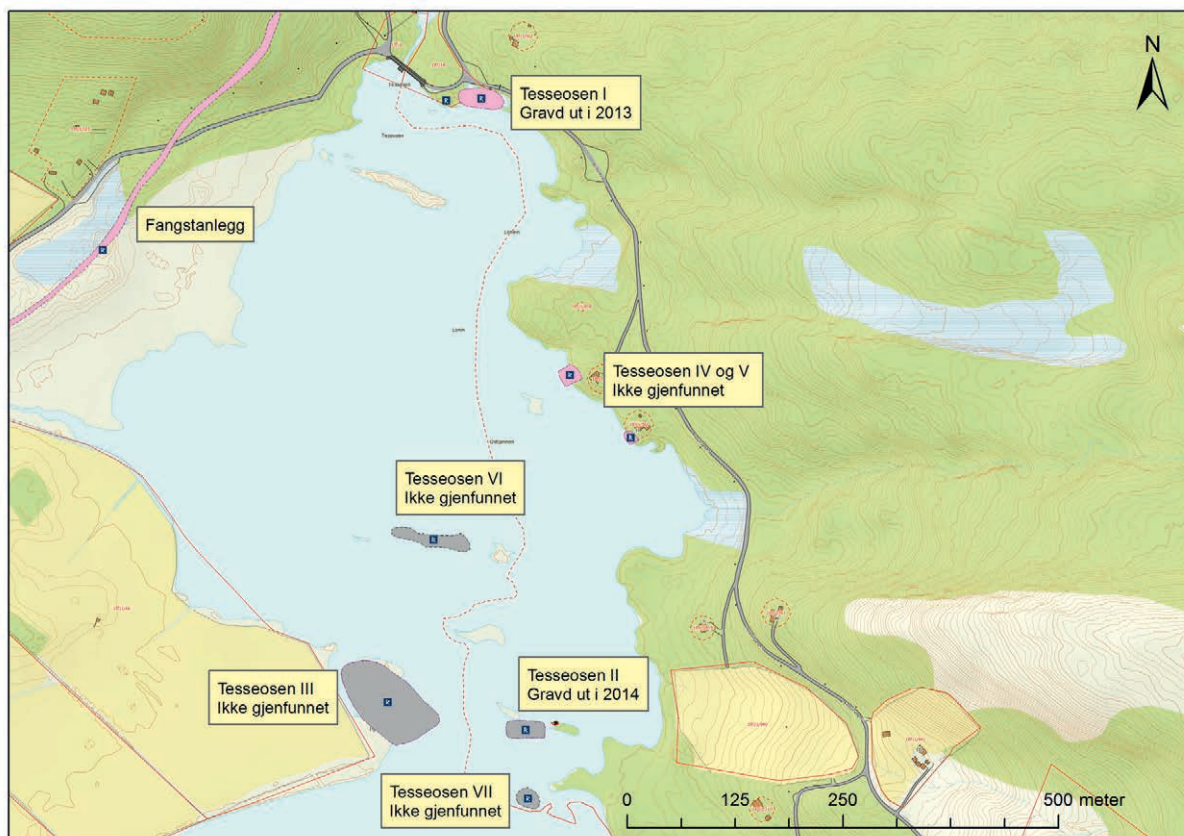 N
Tesseosen I
Gravd ut i 2013
Tesseosen
Fangstanlegg
Tesseosen IV og V
Ikke gjenfunnet
Tesseosen VI
Ikke gjenfunnet
Tesseosen III
Ikke gjenfunnet
Tesseosen II
Gravd ut i 2014
Tesseosen VII
Ikke gjenfunnet
0 125 250 500 meter
R
R
R
R
R
R
R
R
R